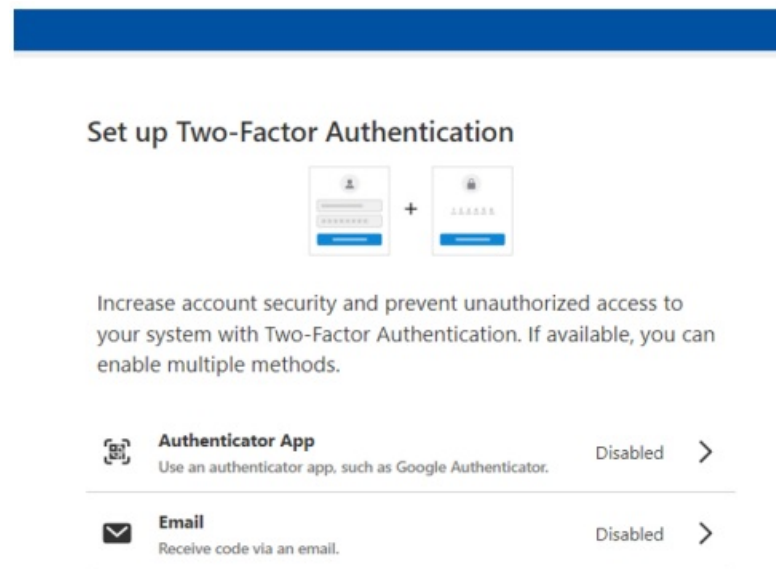 Set up Two-Factor Authentication
+
Increase account security and prevent unauthorized access to
your system with Two-Factor Authentication. If available, you can
enable multiple methods.
Authenticator App
Disabled
Use an authenticator app, such as Google Authenticator.
Email
Disabled
Receive code via an email.